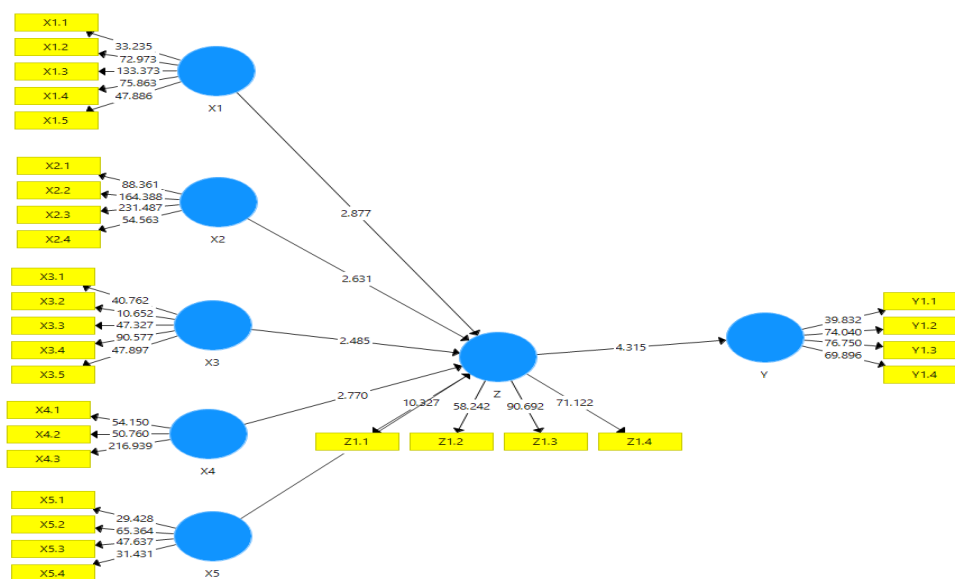 X1.1
X1.2
X1.3
X1.4
X1.5
33.235
72.973
133.373
75.863
47.886
X1
X2.1
X2.2
X2.3
X2.4
88.361
164.388
231.487
54.563
X2
X3.1
X3.2
X3.3
X3.4
X3.5
40.762
10.652
47.327
90.577
47.897
X3
X4.1
X4.2
X4.3
54.150
50.760
216.939
X4
X5.1
X5.2
X5.3
X5.4
29.428
65.364
47.637
31.431
X5
2.877
2.631
2.485
2.770
Z
10.327
58.242
90.692
71.122
Z1.1
Z1.2
Z1.3
Z1.4
4.315
Y
39.832
74.040
76.750
69.896
Y1.1
Y1.2
Y1.3
Y1.4